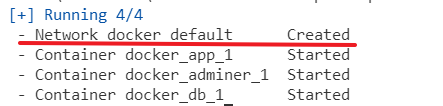 [+] Running 4/4
- Network docker_default Created
- Container docker_app_1 Started
- Container docker_adminer_1 Started
- Container docker_db_1 Started